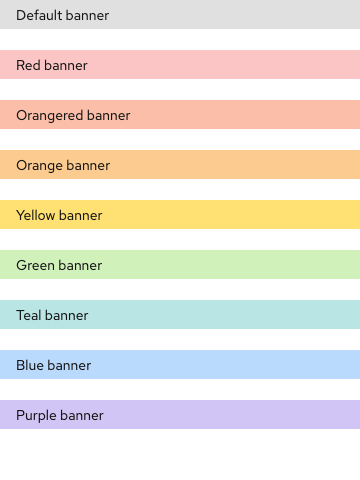 Default banner
Red banner
Orangered banner
Orange banner
Yellow banner
Green banner
Teal banner
Blue banner
Purple banner